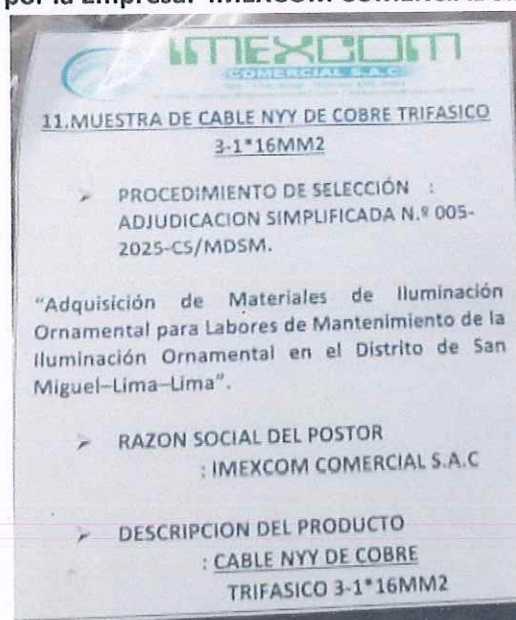 por la Empresa
IMEXCOM
COMERCIAL S.A.C
11.MUESTRA DE CABLE NYY DE COBRE TRIFASICO
3-1*16MM2
➢ PROCEDIMIENTO DE SELECCIÓN :
ADJUDICACION SIMPLIFICADA N.º 005-
2025-CS/MDSM.
"Adquisición de Materiales de Iluminación
Ornamental para Labores de Mantenimiento de la
Iluminación Ornamental en el Distrito de San
Miguel–Lima–Lima".
➢ RAZON SOCIAL DEL POSTOR
: IMEXCOM COMERCIAL S.A.C
➢ DESCRIPCION DEL PRODUCTO
: CABLE NYY DE COBRE
TRIFASICO 3-1*16MM2